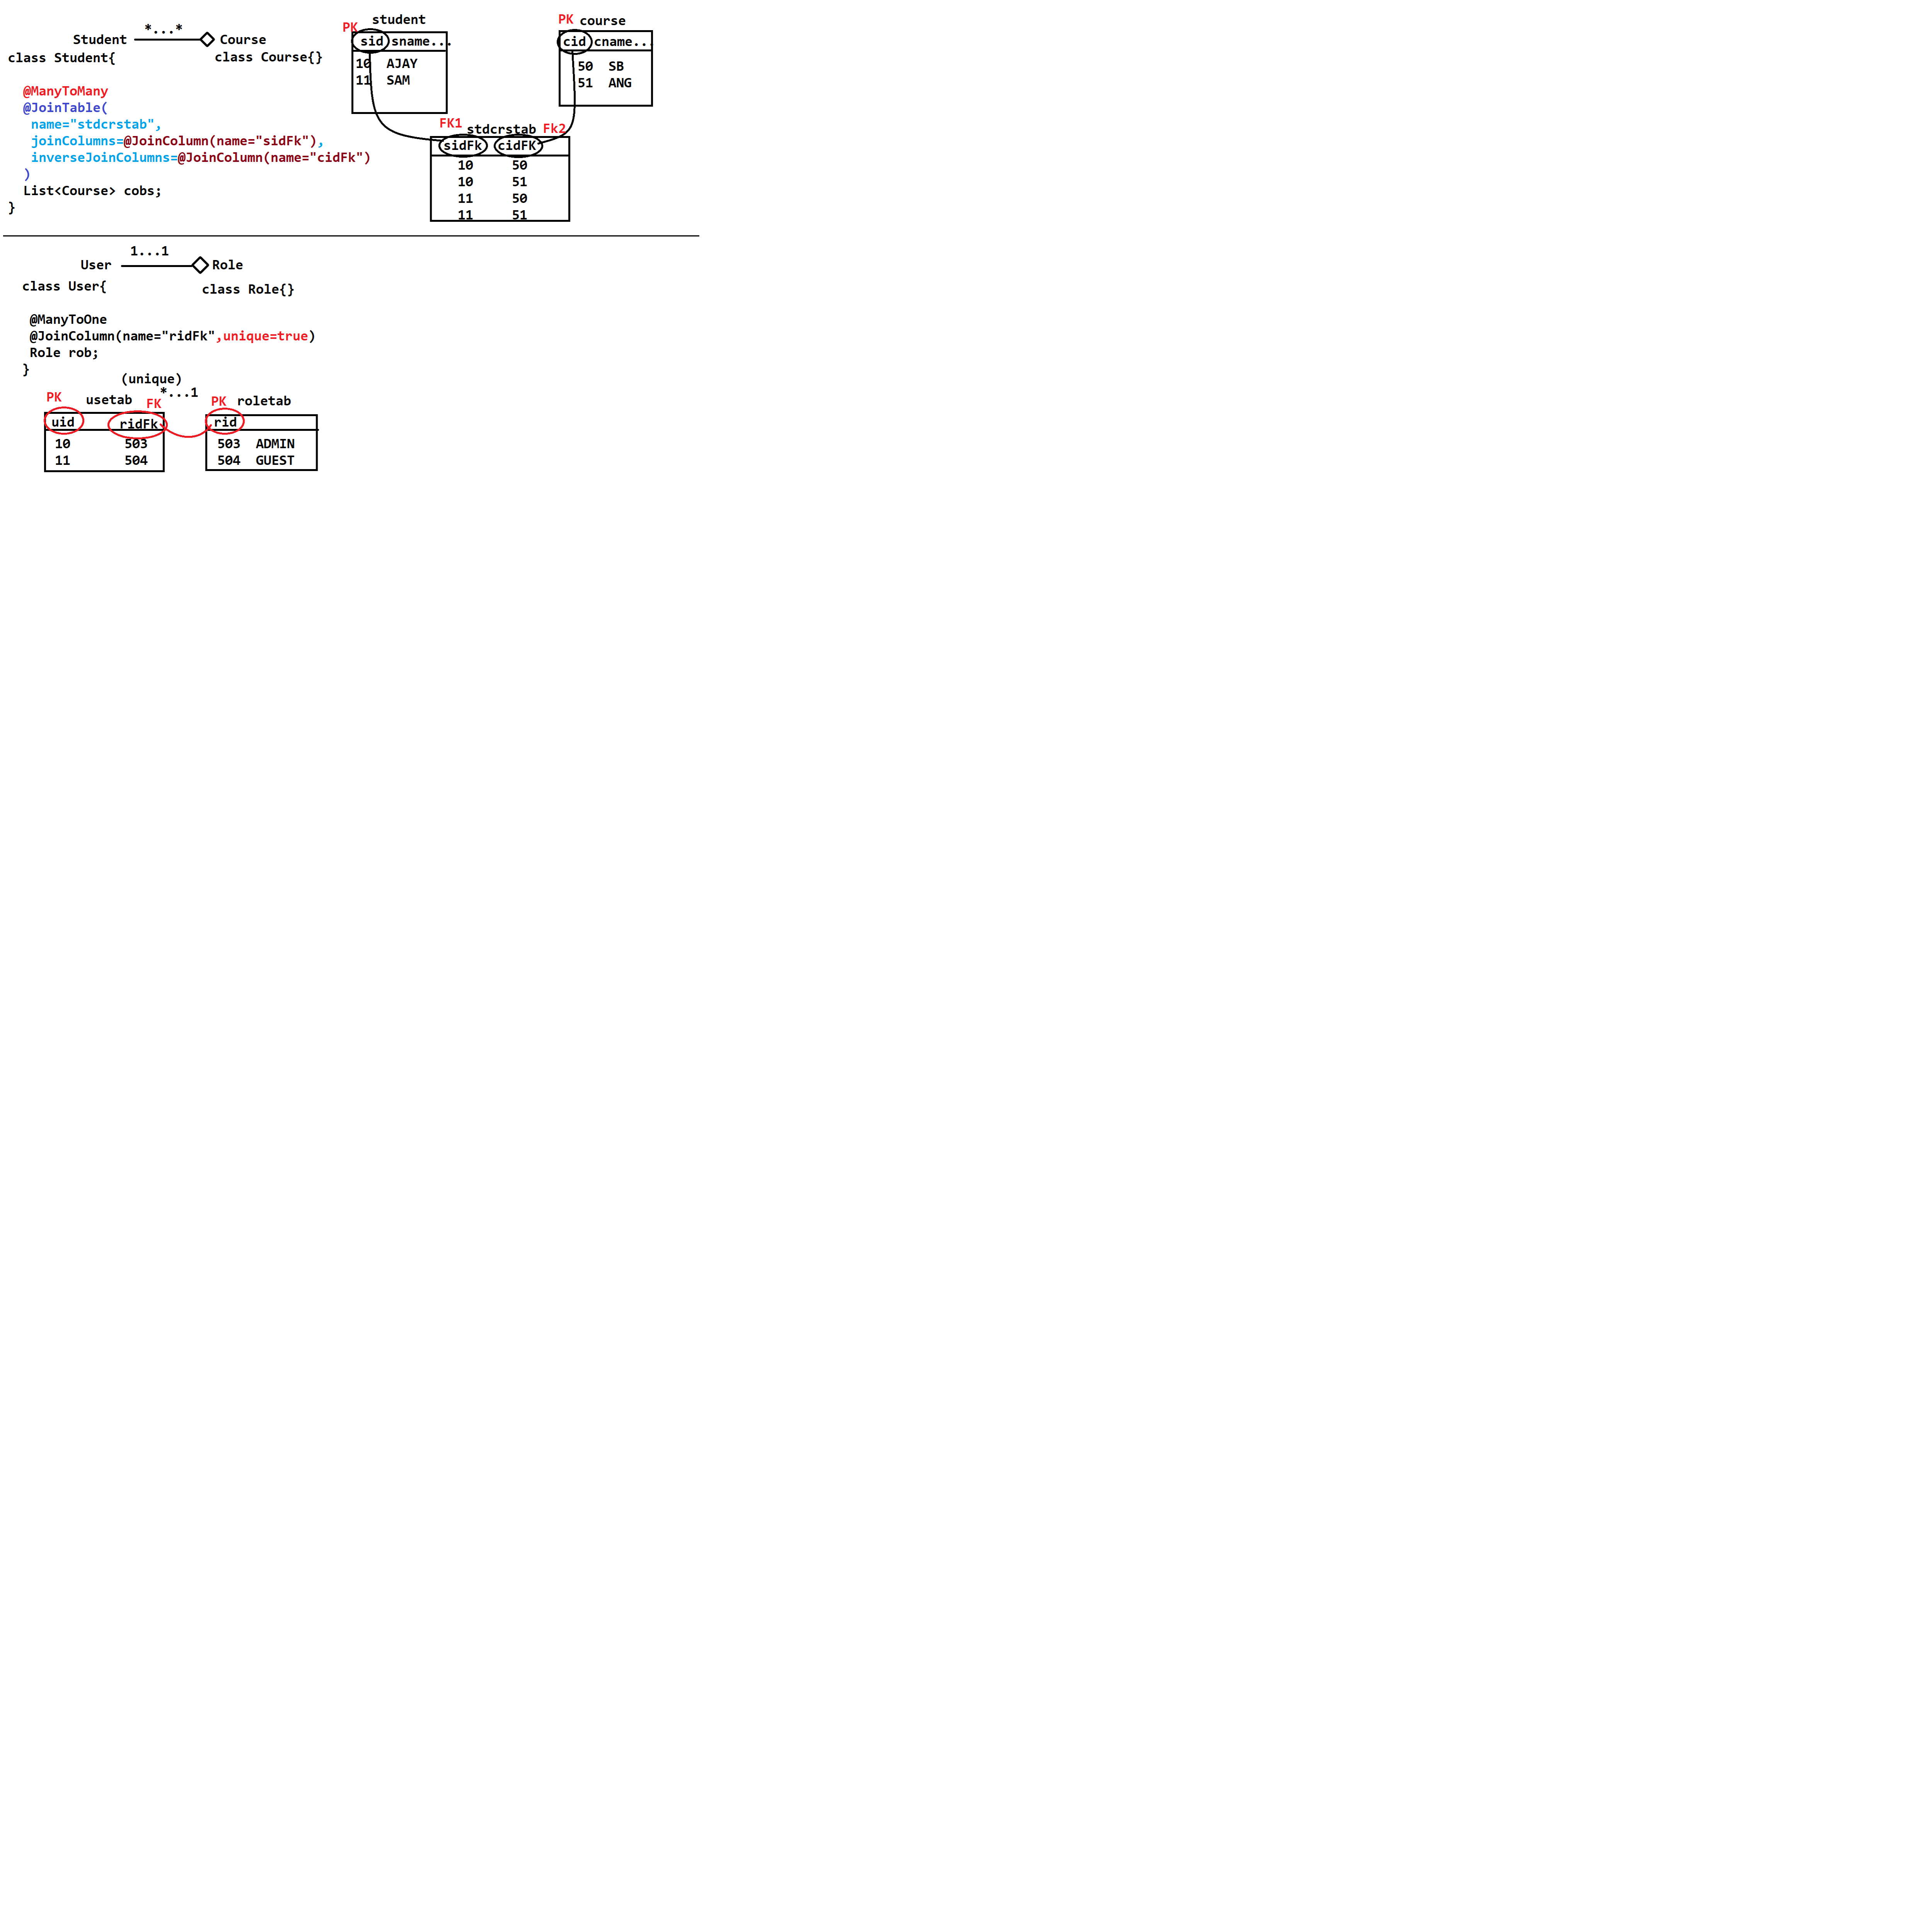 *...*
Student Course
class Student{ class Course{}
@ManyToMany
@JoinTable(
name="stdcrstab",
joinColumns=@JoinColumn(name="sidFk"),
inverseJoinColumns=@JoinColumn(name="cidFk")
)
List<Course> cobs;
}
PK student
sid sname...
10 AJAY
11 SAM
PK course
cid cname...
50 SB
51 ANG
FK1 stdcrstab Fk2
sidFk cidFK
10 50
10 51
11 50
11 51
1...1
User Role
class User{ class Role{}
@ManyToOne
@JoinColumn(name="ridFk",unique=true)
Role rob;
}
(unique)
*...1
PK usetab FK
uid ridFk
10 503
11 504
PK roletab
rid
503 ADMIN
504 GUEST